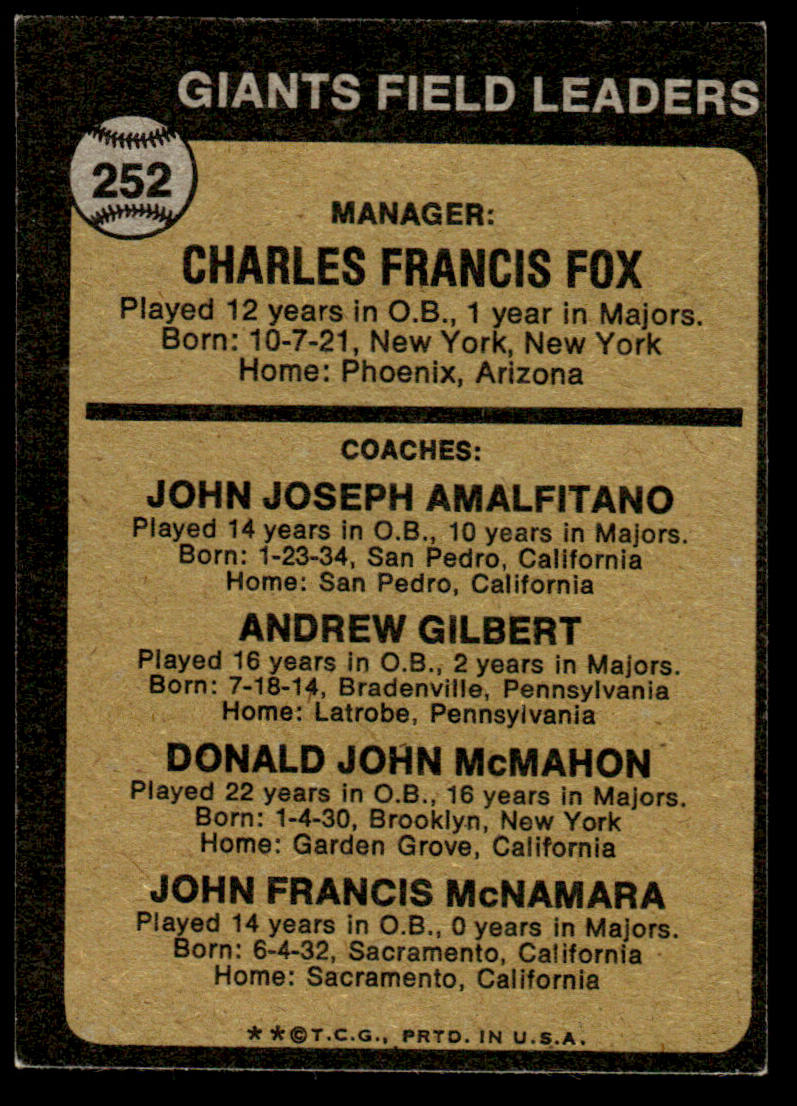 GIANTS FIELD LEADERS
252
MANAGER:
CHARLES FRANCIS FOX
Played 12 years in O.B., 1 year in Majors.
Born: 10-7-21, New York, New York
Home: Phoenix, Arizona
COACHES:
JOHN JOSEPH AMALFITANO
Played 14 years in O.B., 10 years in Majors.
Born: 1-23-34, San Pedro, California
Home: San Pedro, California
ANDREW GILBERT
Played 16 years in O.B., 2 years in Majors.
Born: 7-18-14, Bradenville, Pennsylvania
Home: Latrobe, Pennsylvania
DONALD JOHN McMAHON
Played 22 years in O.B., 16 years in Majors.
Born: 1-4-30, Brooklyn, New York
Home: Garden Grove, California
JOHN FRANCIS McNAMARA
Played 14 years in O.B., 0 years in Majors.
Born: 6-4-32, Sacramento, California
Home: Sacramento, California
* *©T.C.G., PRTD. IN U.S.A.